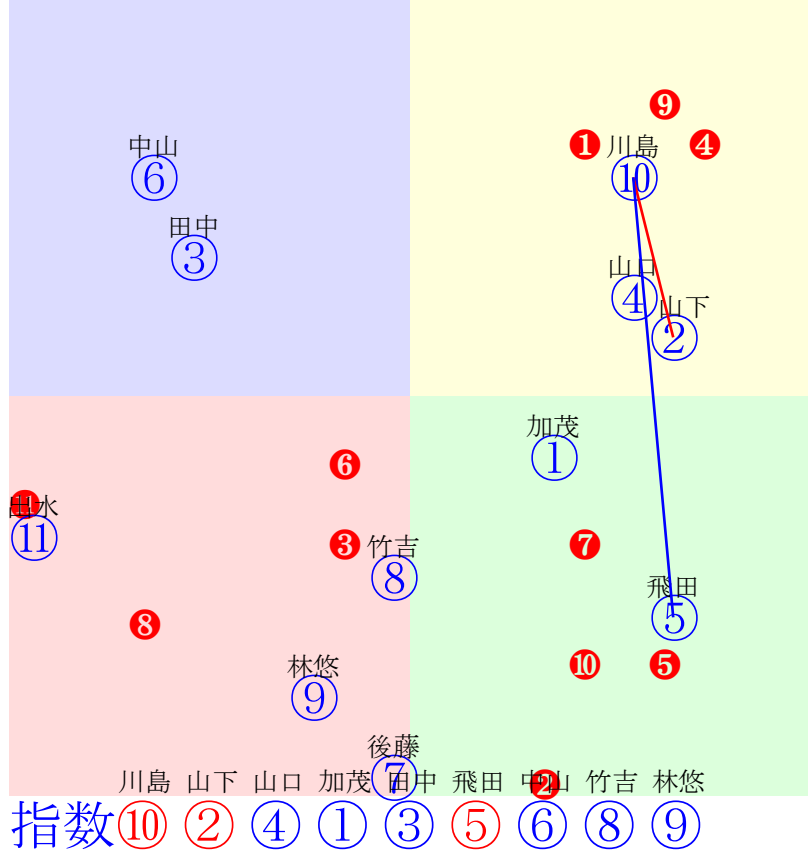 ❾
中山 ❶ 川島 ❹
⑥ ⑩
田中
③
山口
④ 山下
②
加茂
①
❻
⓫
出水
⑪ ❸ 竹吉 ❼
⑧
飛田
⑤
❽
林悠 ❿ ❺
⑨
後藤
⑦ ❷
川島 山下 山口 加茂 田中 飛田 中山 竹吉 林悠
指数⑩②④①③⑤⑥⑧⑨